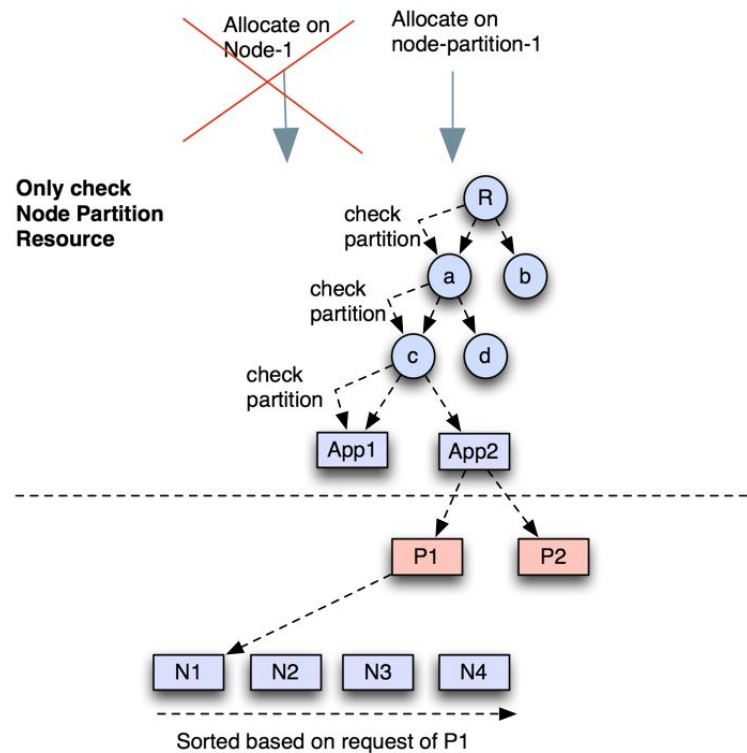 Allocate on
Node-1
Allocate on
node-partition-1
Only check
Node Partition
Resource
R
check
partition
a
b
check
partition
c
d
check
partition
App1
App2
P1
P2
N1
N2
N3
N4
Sorted based on request of P1